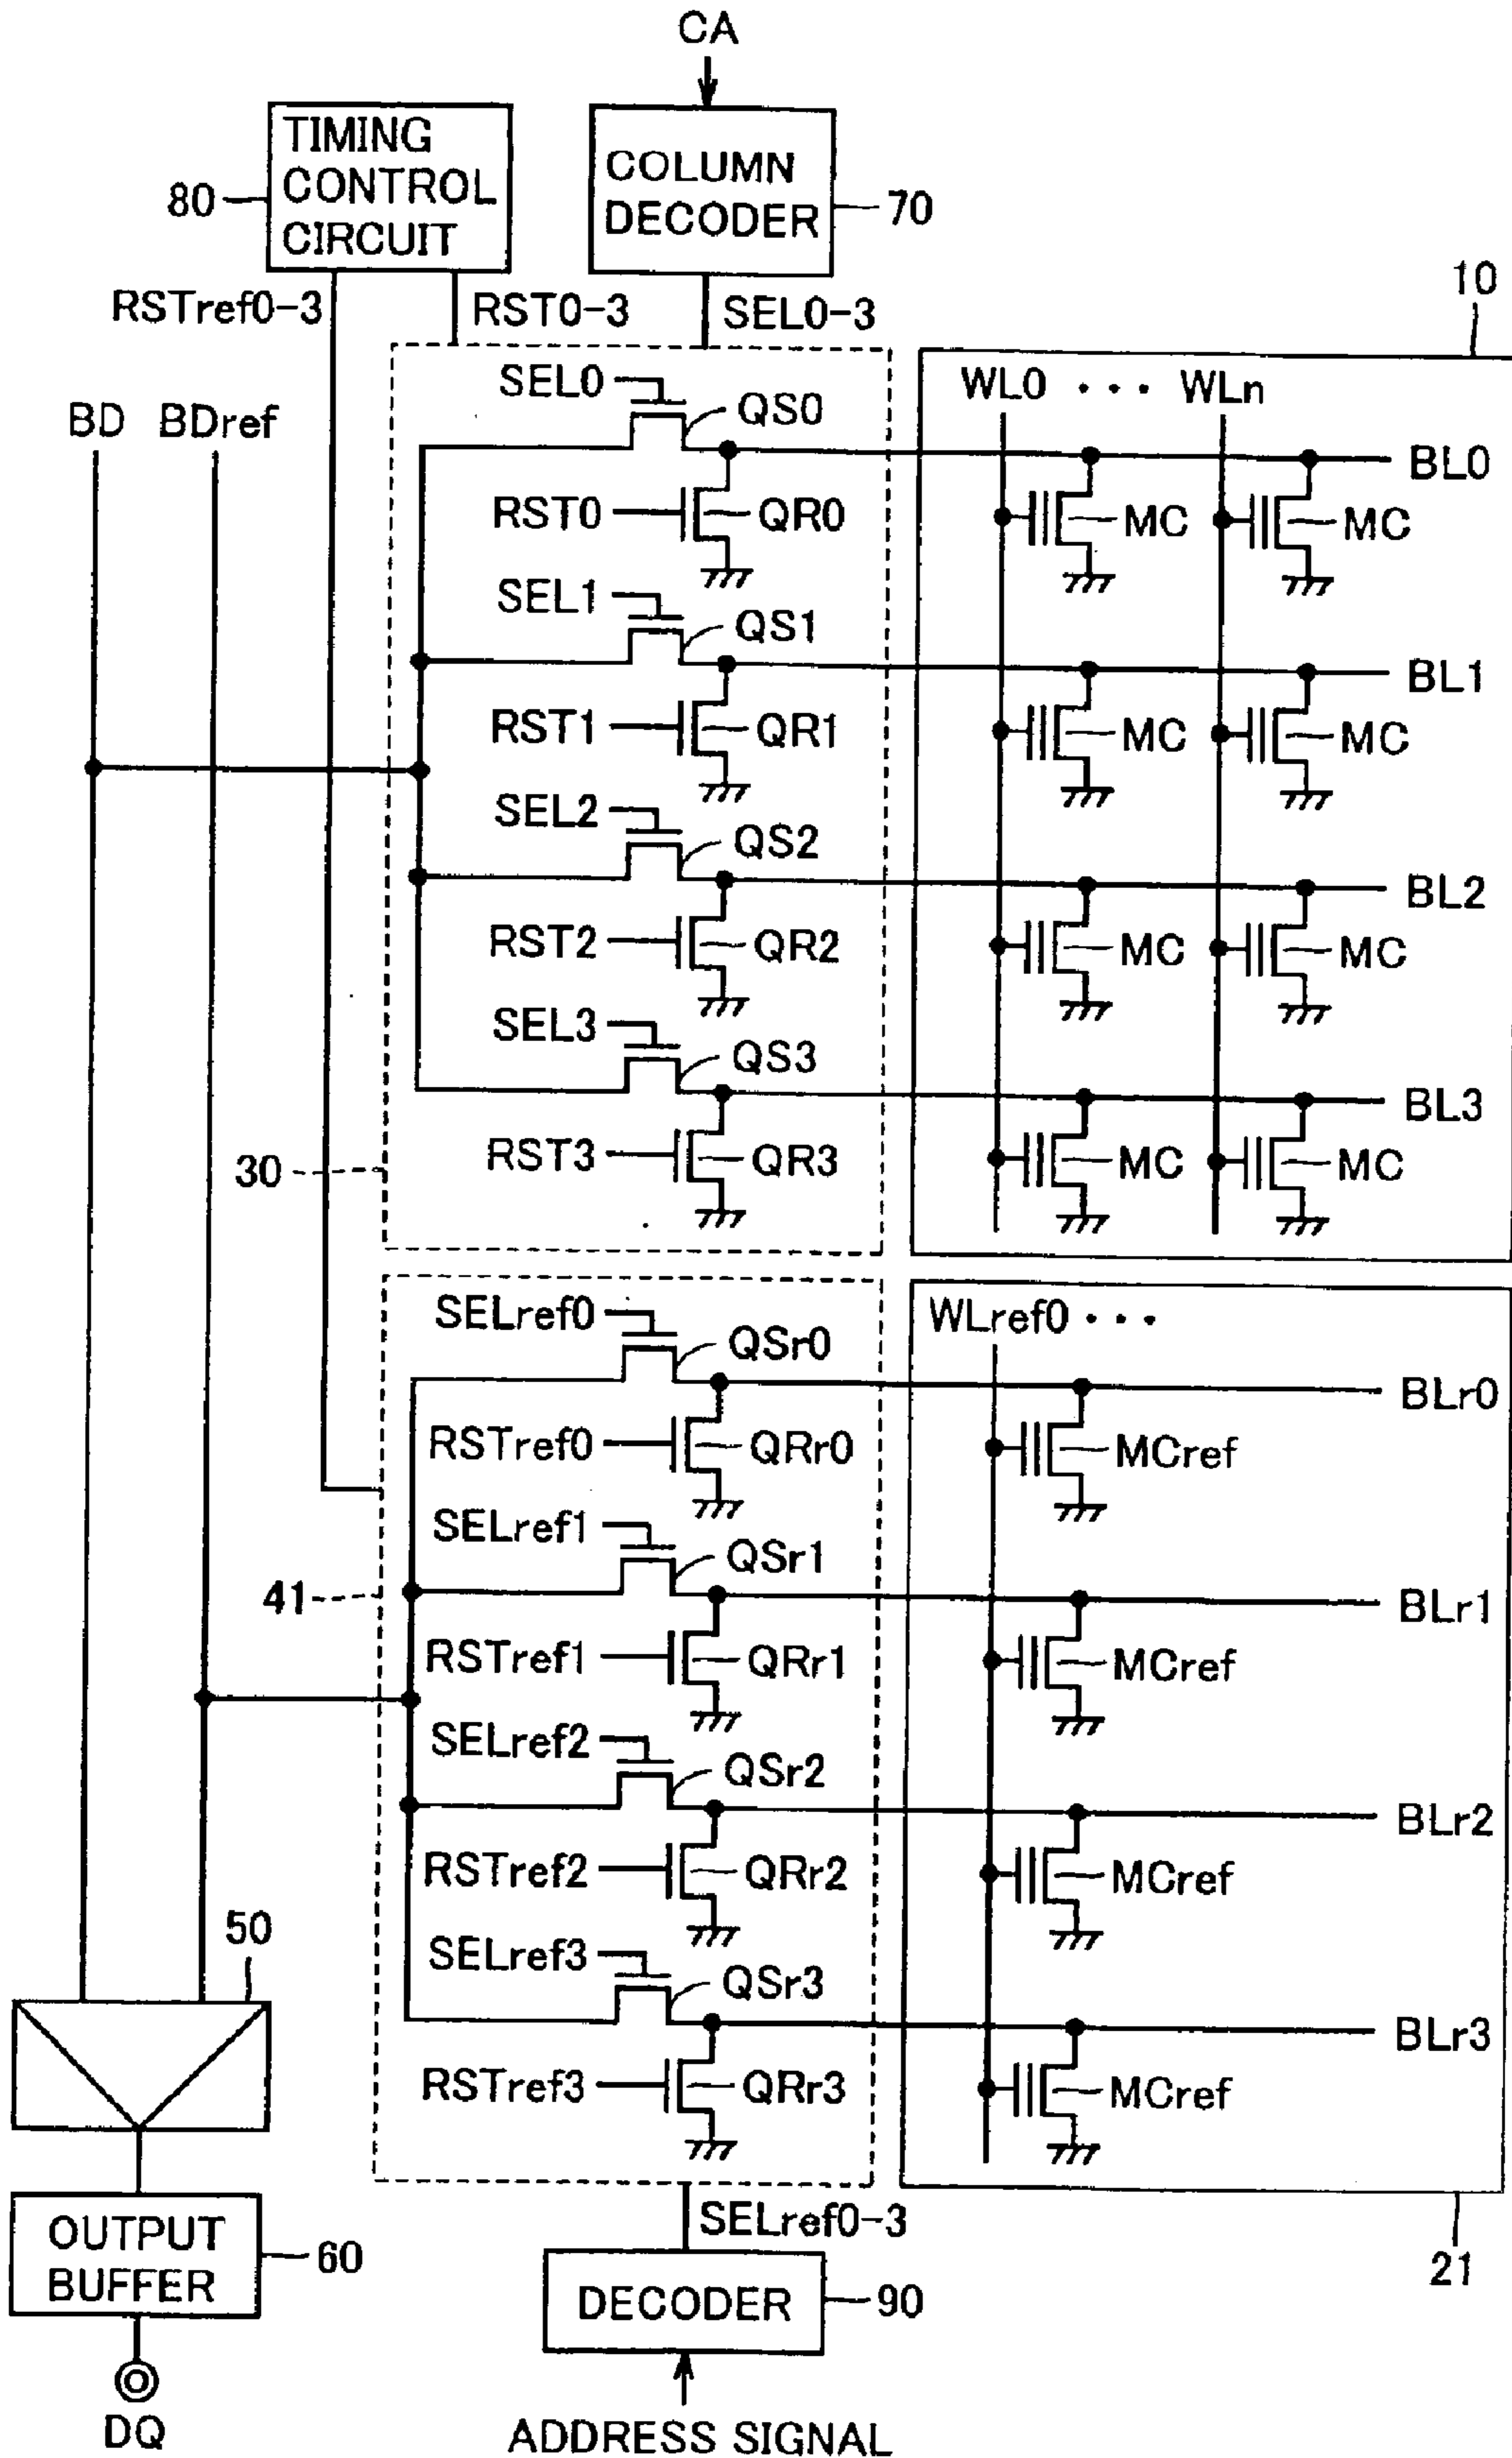 CA
TIMING
CONTROL
CIRCUIT
80
COLUMN
DECODER
70
RSTref0-3
RST0-3
SEL0-3
10
BD
BDref
SEL0
QS0
WL0 ··· WLn
BL0
RST0
QR0
MC
MC
SEL1
QS1
BL1
RST1
QR1
MC
MC
SEL2
QS2
BL2
RST2
QR2
MC
MC
SEL3
QS3
BL3
30
RST3
QR3
MC
MC
SELref0
QSr0
WLref0 ···
BLr0
RSTref0
QRr0
MCref
SELref1
QSr1
41
BLr1
RSTref1
QRr1
MCref
SELref2
QSr2
BLr2
RSTref2
QRr2
MCref
50
SELref3
QSr3
BLr3
RSTref3
QRr3
MCref
OUTPUT
BUFFER
60
SELref0-3
21
DECODER
90
DQ
ADDRESS SIGNAL